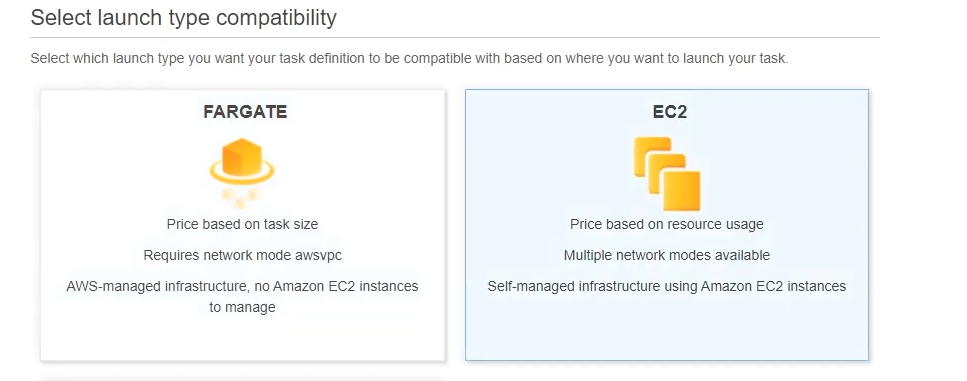 Select launch type compatibility
Select which launch type you want your task definition to be compatible with based on where you want to launch your task.
FARGATE
Price based on task size
Requires network mode awsvpc
AWS-managed infrastructure, no Amazon EC2 instances
to manage
EC2
Price based on resource usage
Multiple network modes available
Self-managed infrastructure using Amazon EC2 instances